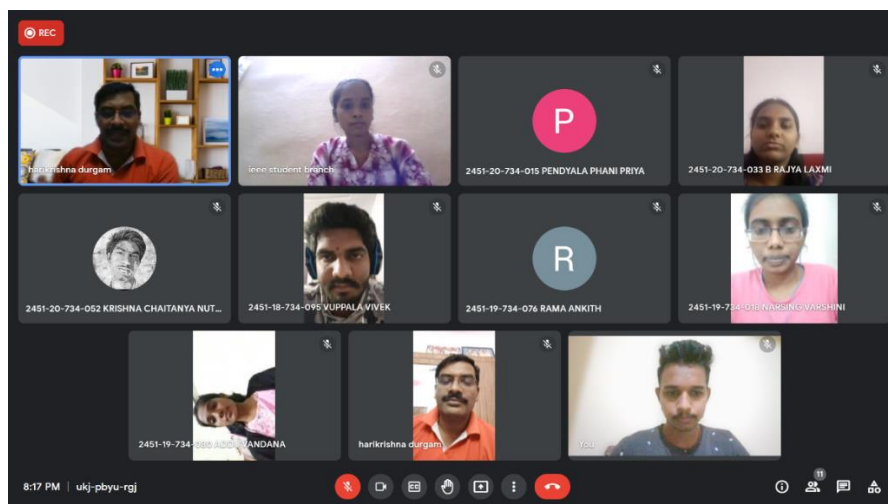 REC
harikrishna durgam
ieee student branch
P
2451-20-734-015 PENDYALA PHANI PRIYA
2451-20-734-033 B RAJYA LAXMI
2451-20-734-052 KRISHNA CHAITANYA NUT...
2451-18-734-095 VUPPALA VIVEK
R
2451-19-734-076 RAMA ANKITH
2451-19-734-018 NARSING VARSHINI
2451-19-734-080 VANDANA
harikrishna durgam
You
8:17 PM | ukj-pbyu-rgj
CC
11